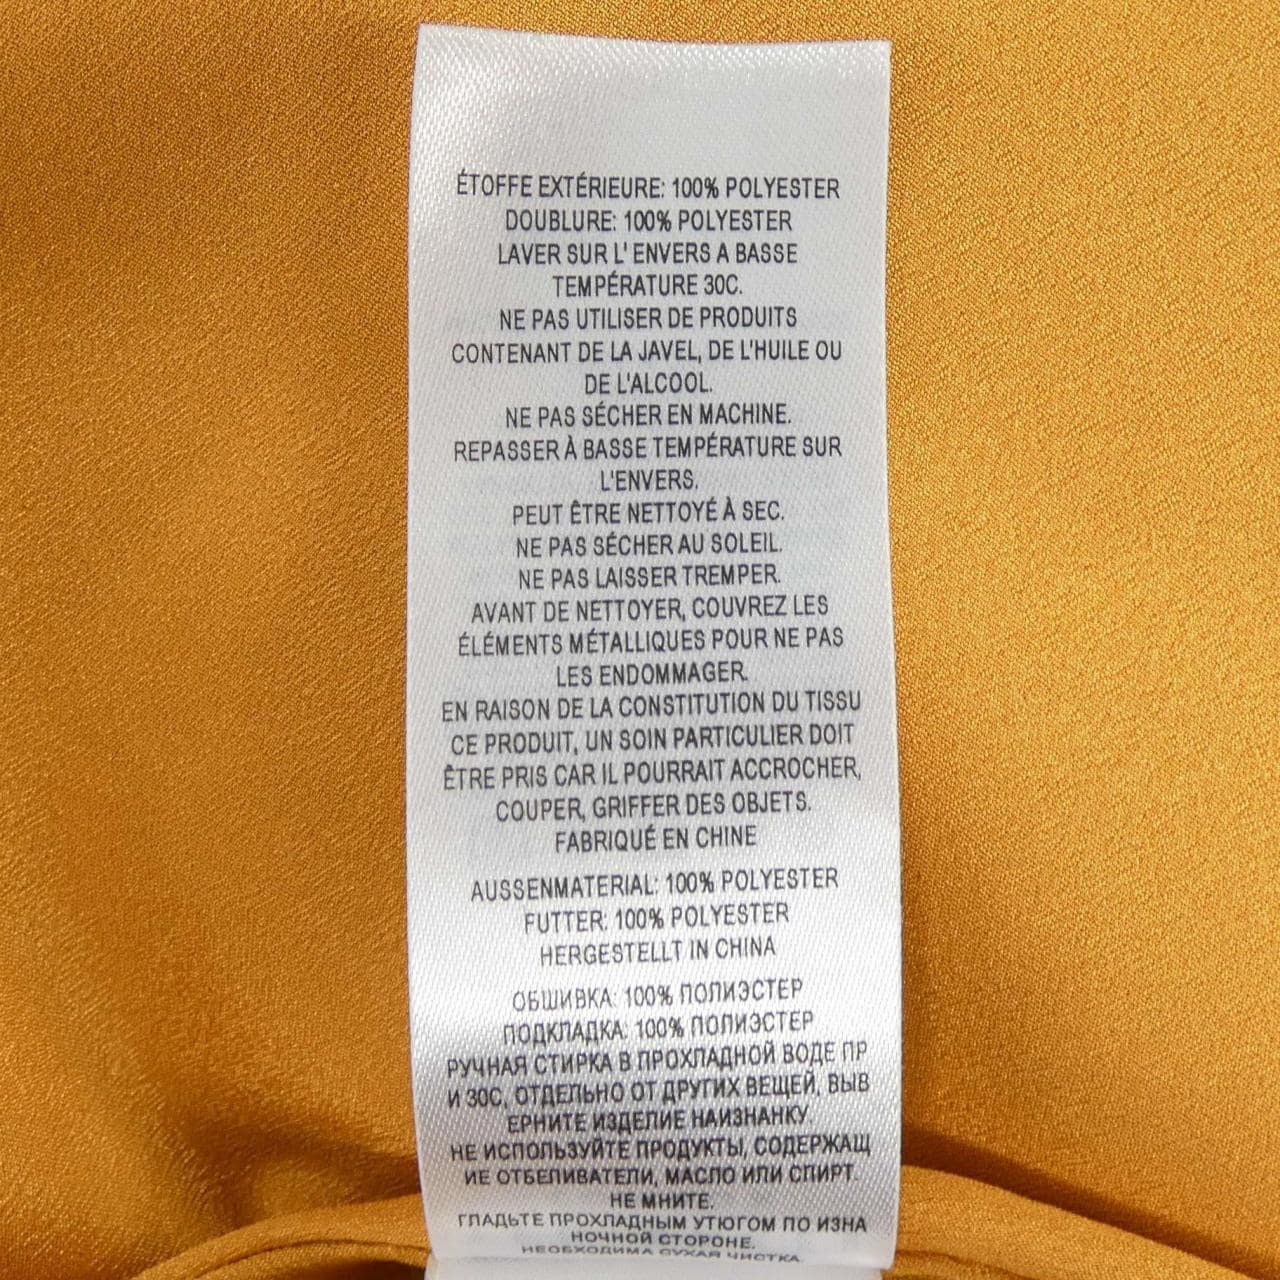 ÉTOFFE EXTÉRIEURE: 100% POLYESTER
DOUBLURE: 100% POLYESTER
LAVER SUR L' ENVERS A BASSE
TEMPÉRATURE 30C.
NE PAS UTILISER DE PRODUITS
CONTENANT DE LA JAVEL, DE L'HUILE OU
DE L'ALCOOL.
NE PAS SÉCHER EN MACHINE.
REPASSER À BASSE TEMPÉRATURE SUR
L'ENVERS.
PEUT ÊTRE NETTOYÉ À SEC.
NE PAS SÉCHER AU SOLEIL.
NE PAS LAISSER TREMPER.
AVANT DE NETTOYER, COUVREZ LES
ÉLÉMENTS MÉTALLIQUES POUR NE PAS
LES ENDOMMAGER.
EN RAISON DE LA CONSTITUTION DU TISSU
CE PRODUIT, UN SOIN PARTICULIER DOIT
ÊTRE PRIS CAR IL POURRAIT ACCROCHER,
COUPER, GRIFFER DES OBJETS.
FABRIQUÉ EN CHINE
AUSSENMATERIAL: 100% POLYESTER
FUTTER: 100% POLYESTER
HERGESTELLT IN CHINA
ОБШИВКА: 100% ПОЛИЭСТЕР
ПОДКЛАДКА: 100% ПОЛИЭСТЕР
РУЧНАЯ СТИРКА В ПРОХЛАДНОЙ ВОДЕ ПР
И 30С, ОТДЕЛЬНО ОТ ДРУГИХ ВЕЩЕЙ, ВЫВ
ЕРНИТЕ ИЗДЕЛИЕ НАИЗНАНКУ.
НЕ ИСПОЛЬЗУЙТЕ ПРОДУКТЫ, СОДЕРЖАЩ
ИЕ ОТБЕЛИВАТЕЛИ, МАСЛО ИЛИ СПИРТ.
НЕ МНИТЕ.
ГЛАДЬТЕ ПРОХЛАДНЫМ УТЮГОМ ПО ИЗНА
НОЧНОЙ СТОРОНЕ.
НЕОБХОДИМА СУХАЯ ЧИСТКА.